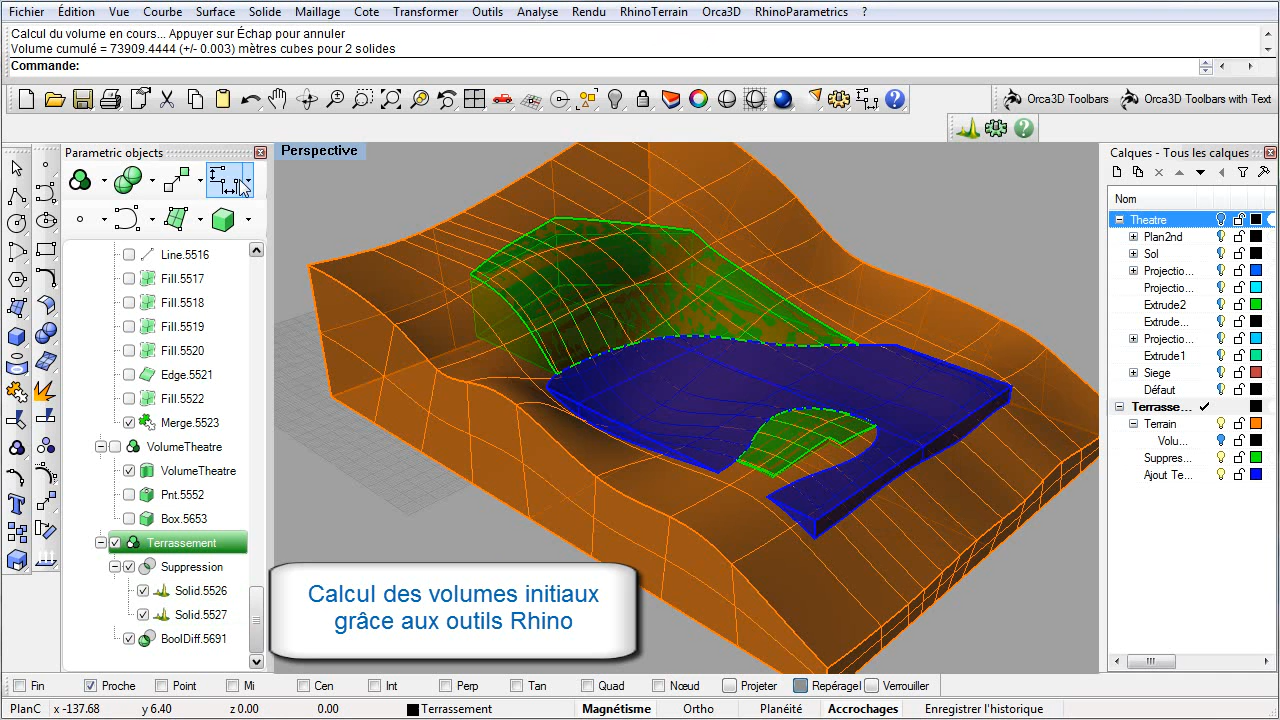 Fichier Édition Vue Courbe Surface Solide Maillage Cote Transformer Outils Analyse Rendu RhinoTerrain Orca3D RhinoParametrics ?
Calcul du volume en cours... Appuyer sur Échap pour annuler
Volume cumulé = 73909.4444 (+/- 0.003) mètres cubes pour 2 solides
Commande:
Orca3D Toolbars Orca3D Toolbars with Text
Parametric objects
Line.5516
Fill.5517
Fill.5518
Fill.5519
Fill.5520
Edge.5521
Fill.5522
Merge.5523
VolumeTheatre
VolumeTheatre
Pnt.5552
Box.5653
Terrassement
Suppression
Solid.5526
Solid.5527
BoolDiff.5691
Perspective
Calcul des volumes initiaux
grâce aux outils Rhino
Calques - Tous les calques
Nom
Theatre
Plan2nd
Sol
Projectio...
Projectio...
Extrude2
Extrude...
Projectio...
Extrude1
Siege
Défaut
Terrasse...
Terrain
Volu...
Suppres...
Ajout Te...
Fin Proche Point Mi Cen Int Perp Tan Quad Nœud Projeter Repéragel Verrouiller
PlanC x -137.68 y 6.40 z 0.00 0.00 Terrassement Magnétisme Ortho Planéité Accrochages Enregistrer l'historique